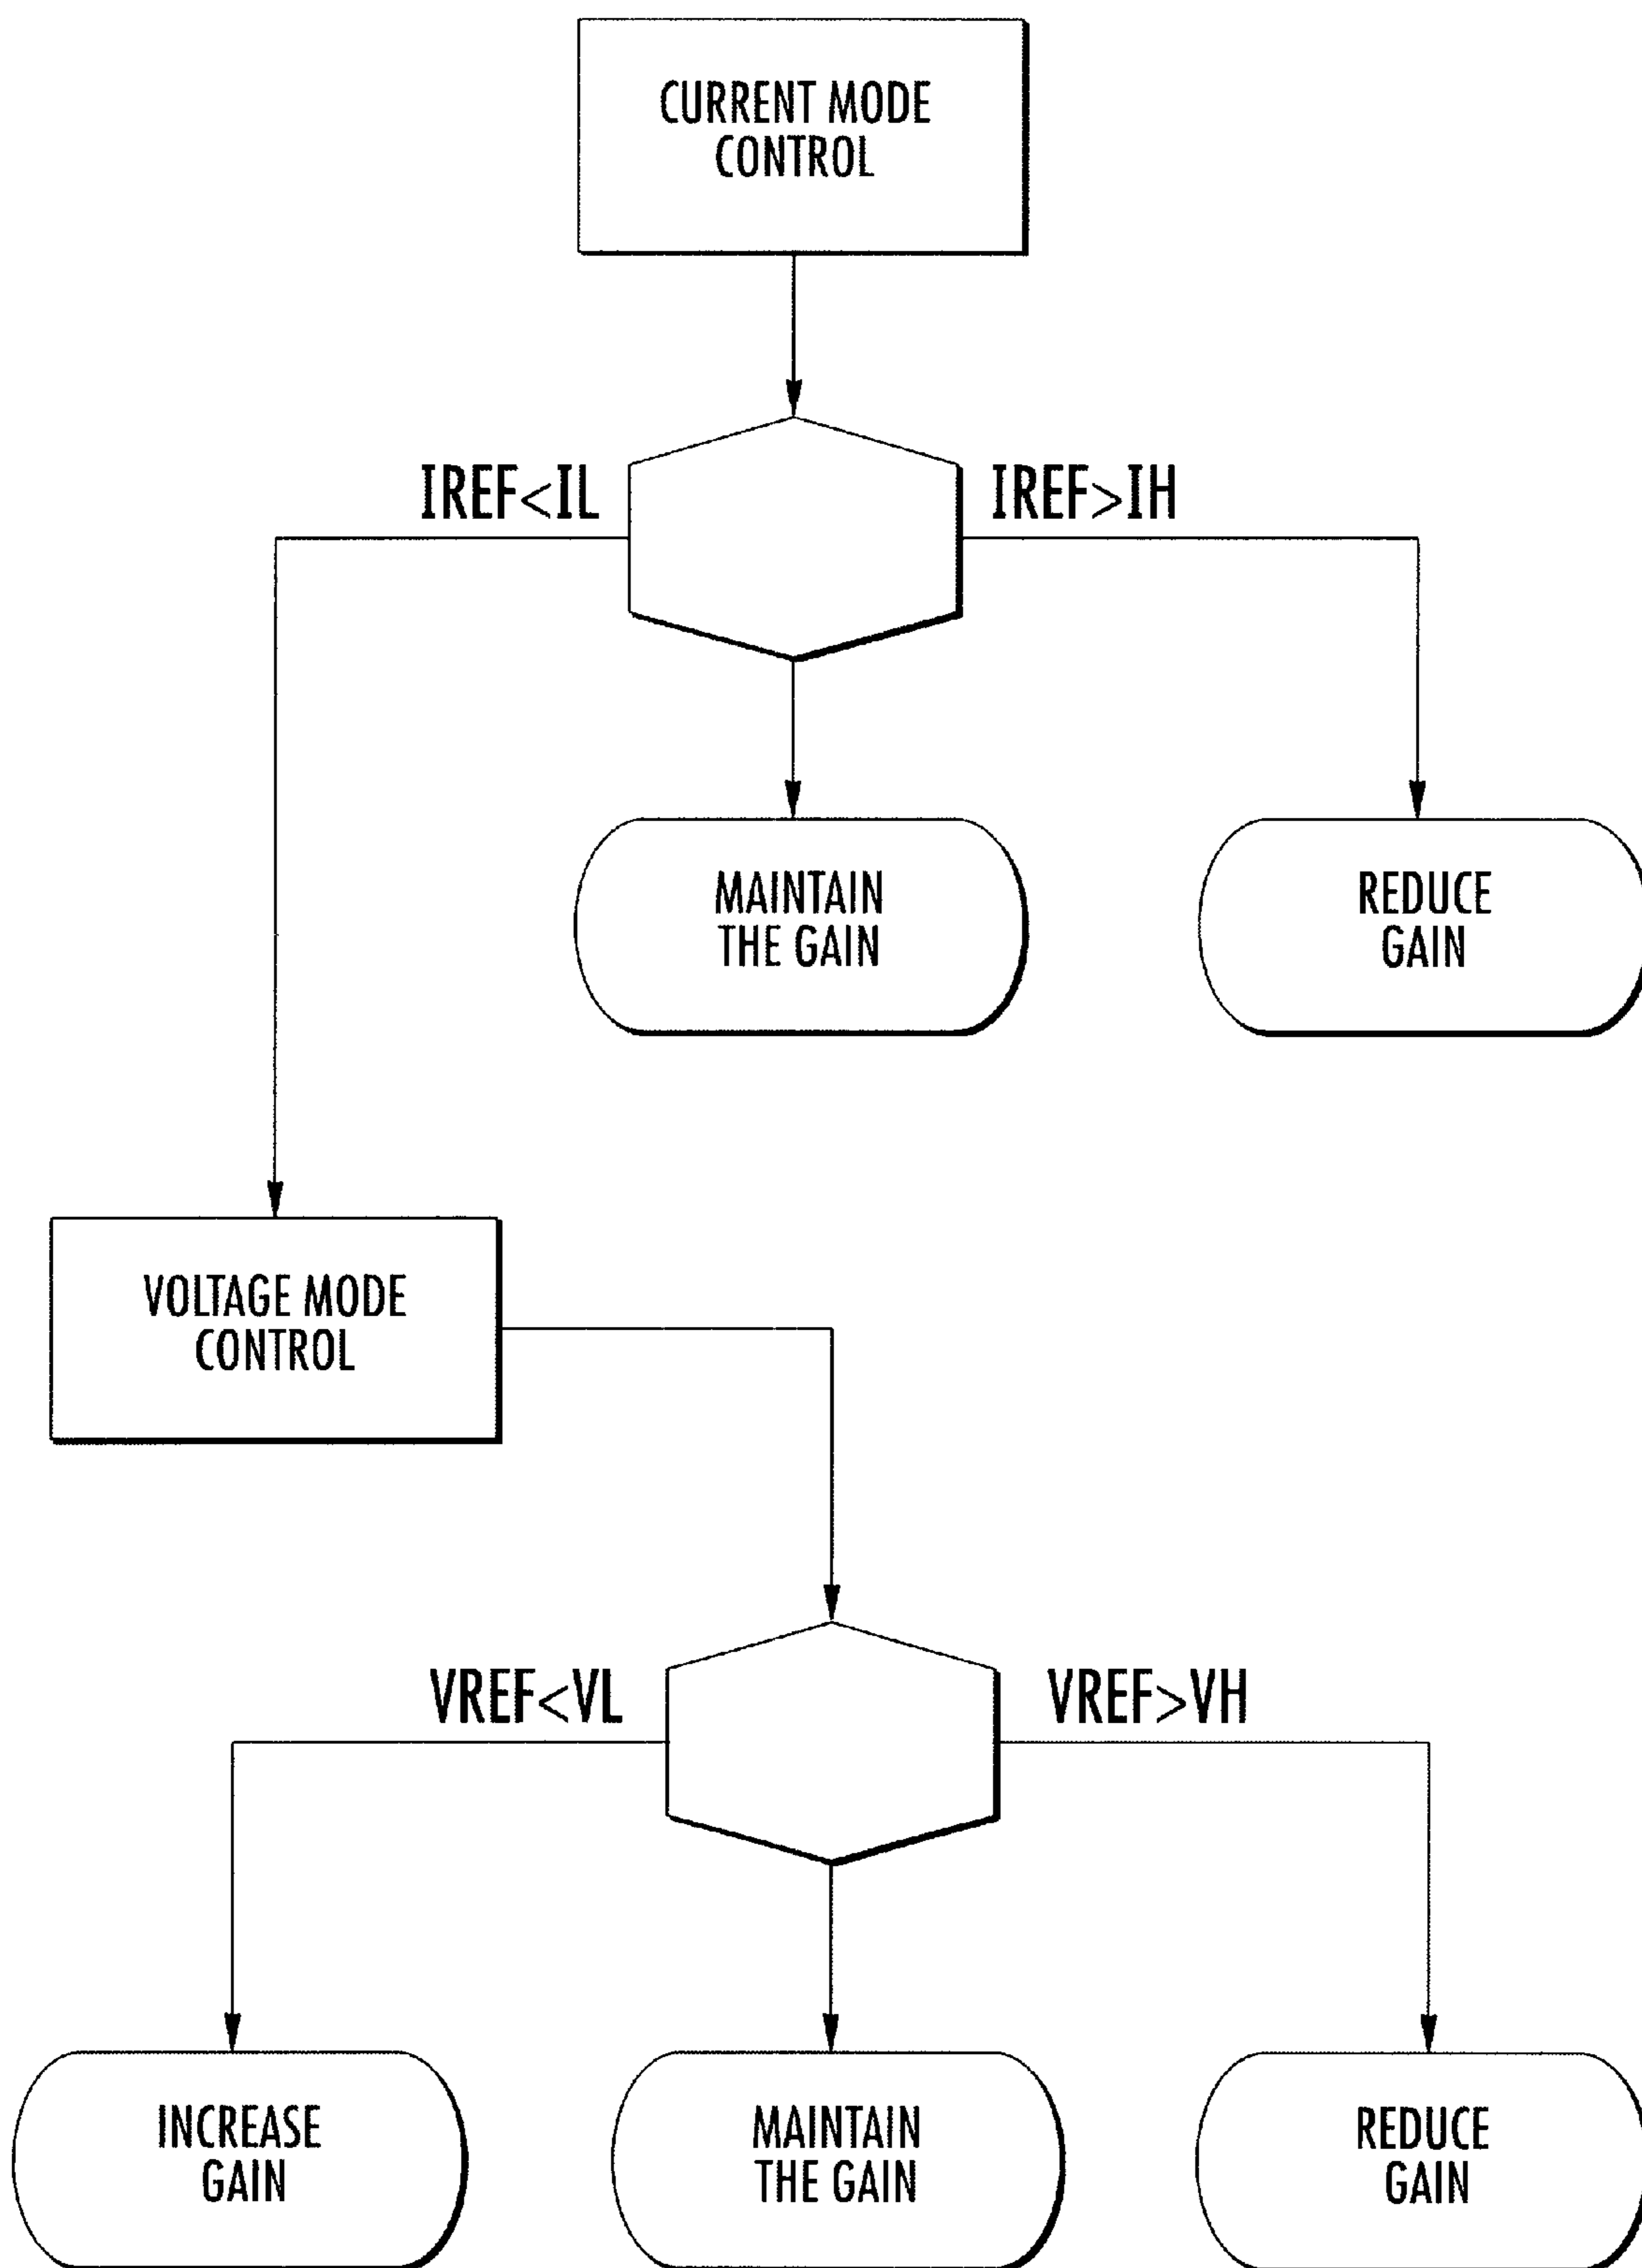 CURRENT MODE
CONTROL
IREF<IL
IREF>IH
MAINTAIN
THE GAIN
REDUCE
GAIN
VOLTAGE MODE
CONTROL
VREF<VL
VREF>VH
INCREASE
GAIN
MAINTAIN
THE GAIN
REDUCE
GAIN